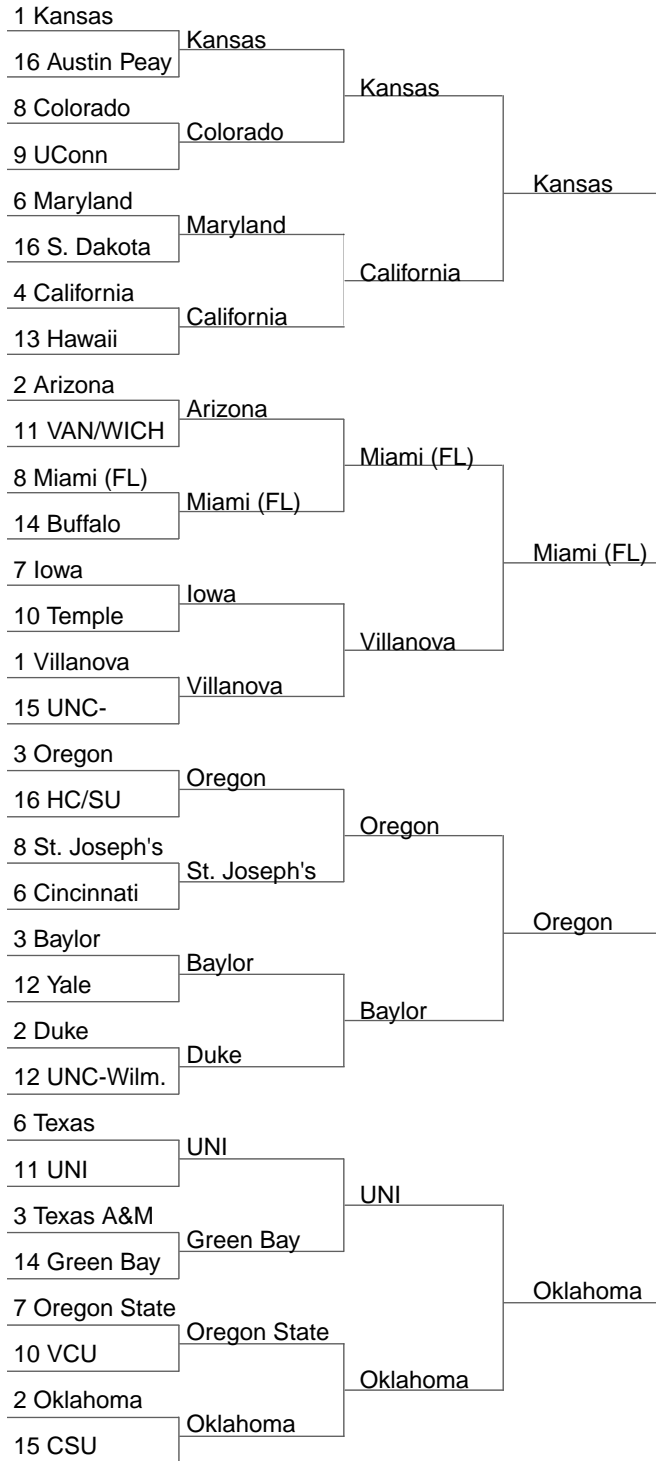 1 Kansas
16 Austin Peay
8 Colorado
9 UConn
6 Maryland
16 S. Dakota
4 California
13 Hawaii
2 Arizona
11 VAN/WICH
8 Miami (FL)
14 Buffalo
7 Iowa
10 Temple
1 Villanova
15 UNC-
3 Oregon
16 HC/SU
8 St. Joseph's
6 Cincinnati
3 Baylor
12 Yale
2 Duke
12 UNC-Wilm.
6 Texas
11 UNI
3 Texas A&M
14 Green Bay
7 Oregon State
10 VCU
2 Oklahoma
15 CSU
Kansas
Colorado
Maryland
California
Arizona
Miami (FL)
Iowa
Villanova
Oregon
St. Joseph's
Baylor
Duke
UNI
Green Bay
Oregon State
Oklahoma
Kansas
California
Miami (FL)
Villanova
Oregon
Baylor
UNI
Oklahoma
Kansas
Miami (FL)
Oregon
Oklahoma